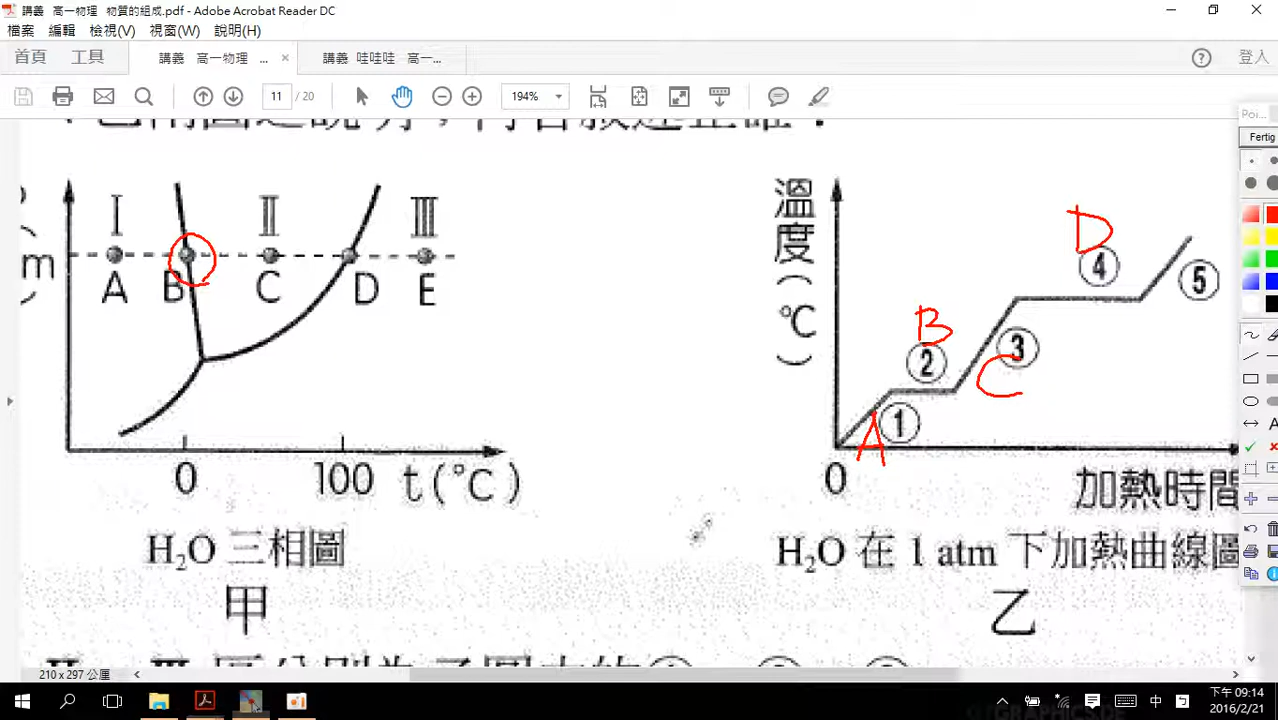 講義 高一物理 物質的組成.pdf - Adobe Acrobat Reader DC
檔案 編輯 檢視(V) 視窗(W) 說明(H)
首頁 工具 講義 高一物理 ... × 講義 哇哇哇 高一... 登入
11 / 20 194%
Fertig
I II III
A B C D E
m
0 100 t(°C)
H₂O 三相圖
甲
溫度(°C)
D
④ ⑤
B
② ③
C
①
A
0 加熱時間
H₂O 在 1 atm 下加熱曲線圖
乙
210 x 297 公厘
中
下午 09:14
2016/2/21